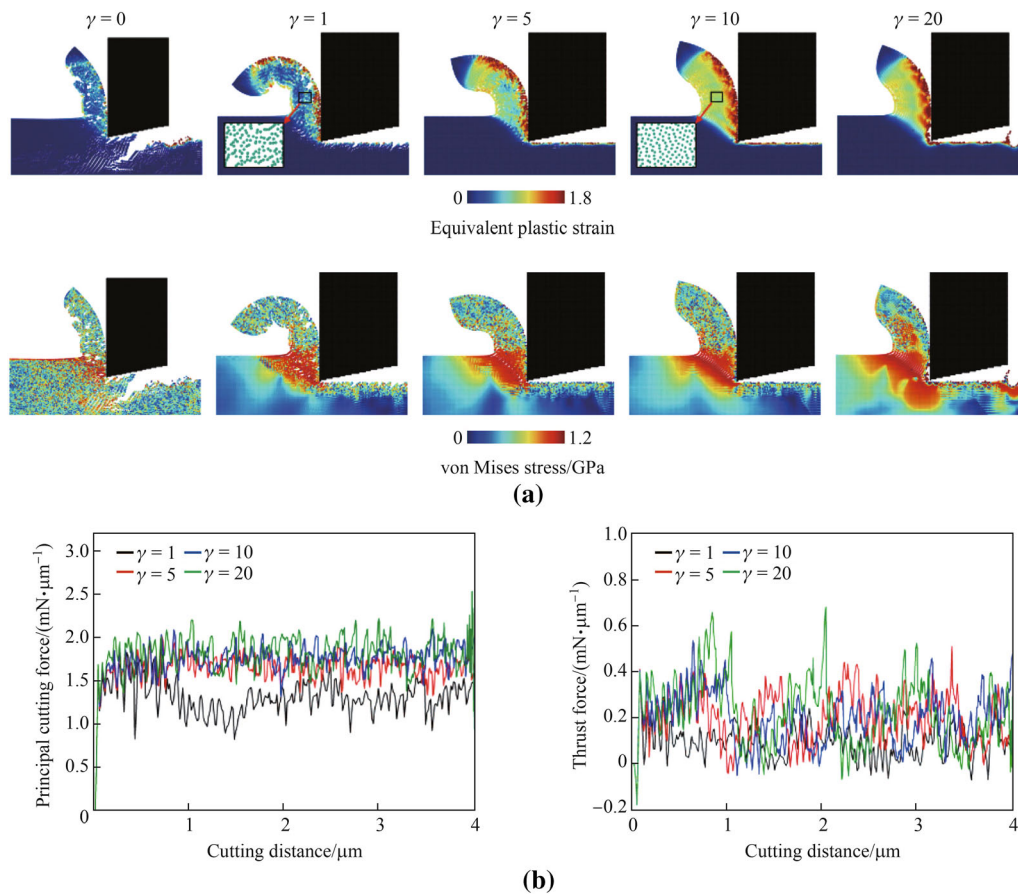 γ = 0 γ = 1 γ = 5 γ = 10 γ = 20
0 1.8
Equivalent plastic strain
0 1.2
von Mises stress/GPa
(a)
Principal cutting force/(mN·μm⁻¹)
3.0
2.5
2.0
1.5
1.0
0.5
0
γ = 1 γ = 10
γ = 5 γ = 20
1 2 3 4
Cutting distance/μm
Thrust force/(mN·μm⁻¹)
1.0
0.8
0.6
0.4
0.2
0
−0.2
γ = 1 γ = 10
γ = 5 γ = 20
0 1 2 3 4
Cutting distance/μm
(b)